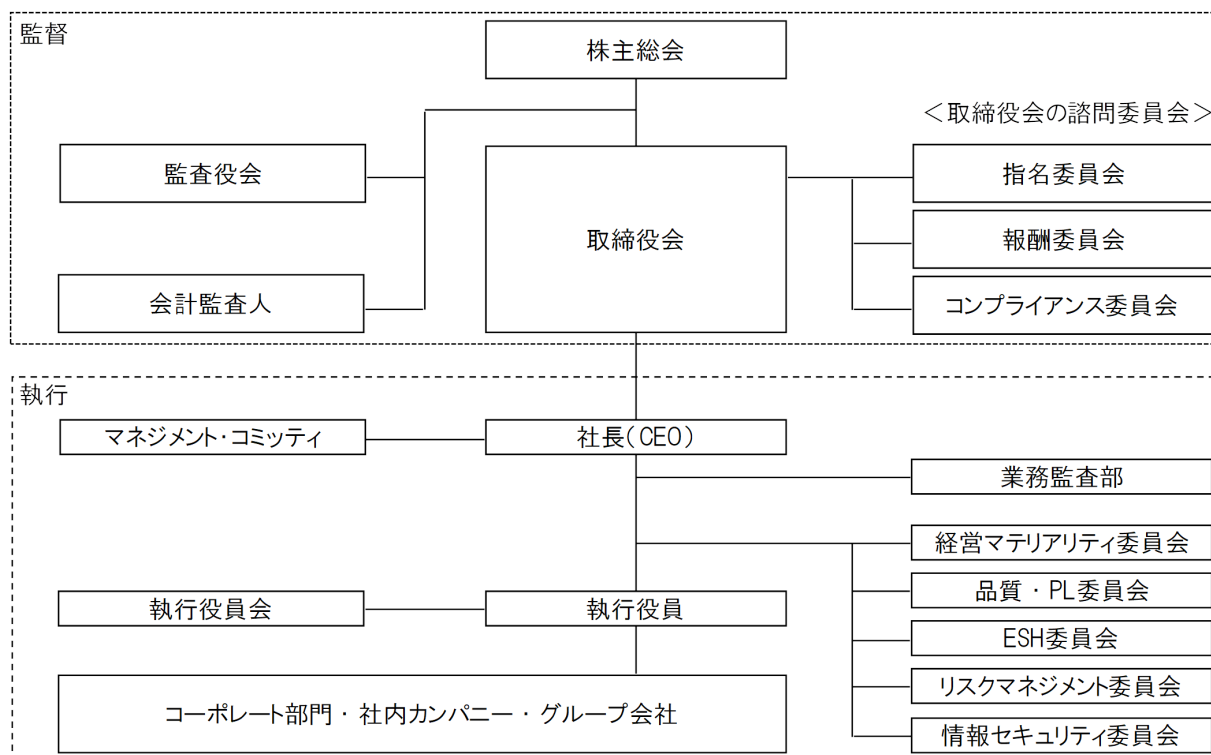 監督
株主総会
＜取締役会の諮問委員会＞
監査役会
取締役会
指名委員会
報酬委員会
会計監査人
コンプライアンス委員会
執行
マネジメント・コミッティ
社長(CEO)
業務監査部
経営マテリアリティ委員会
品質・PL委員会
執行役員会
執行役員
ESH委員会
リスクマネジメント委員会
コーポレート部門・社内カンパニー・グループ会社
情報セキュリティ委員会